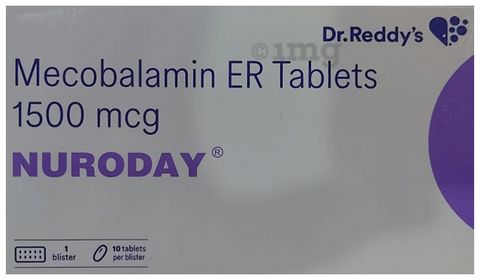 Dr.Reddy's
©1mg
Mecobalamin ER Tablets
1500 mcg
NURODAY®
1 blister
10 tablets per blister